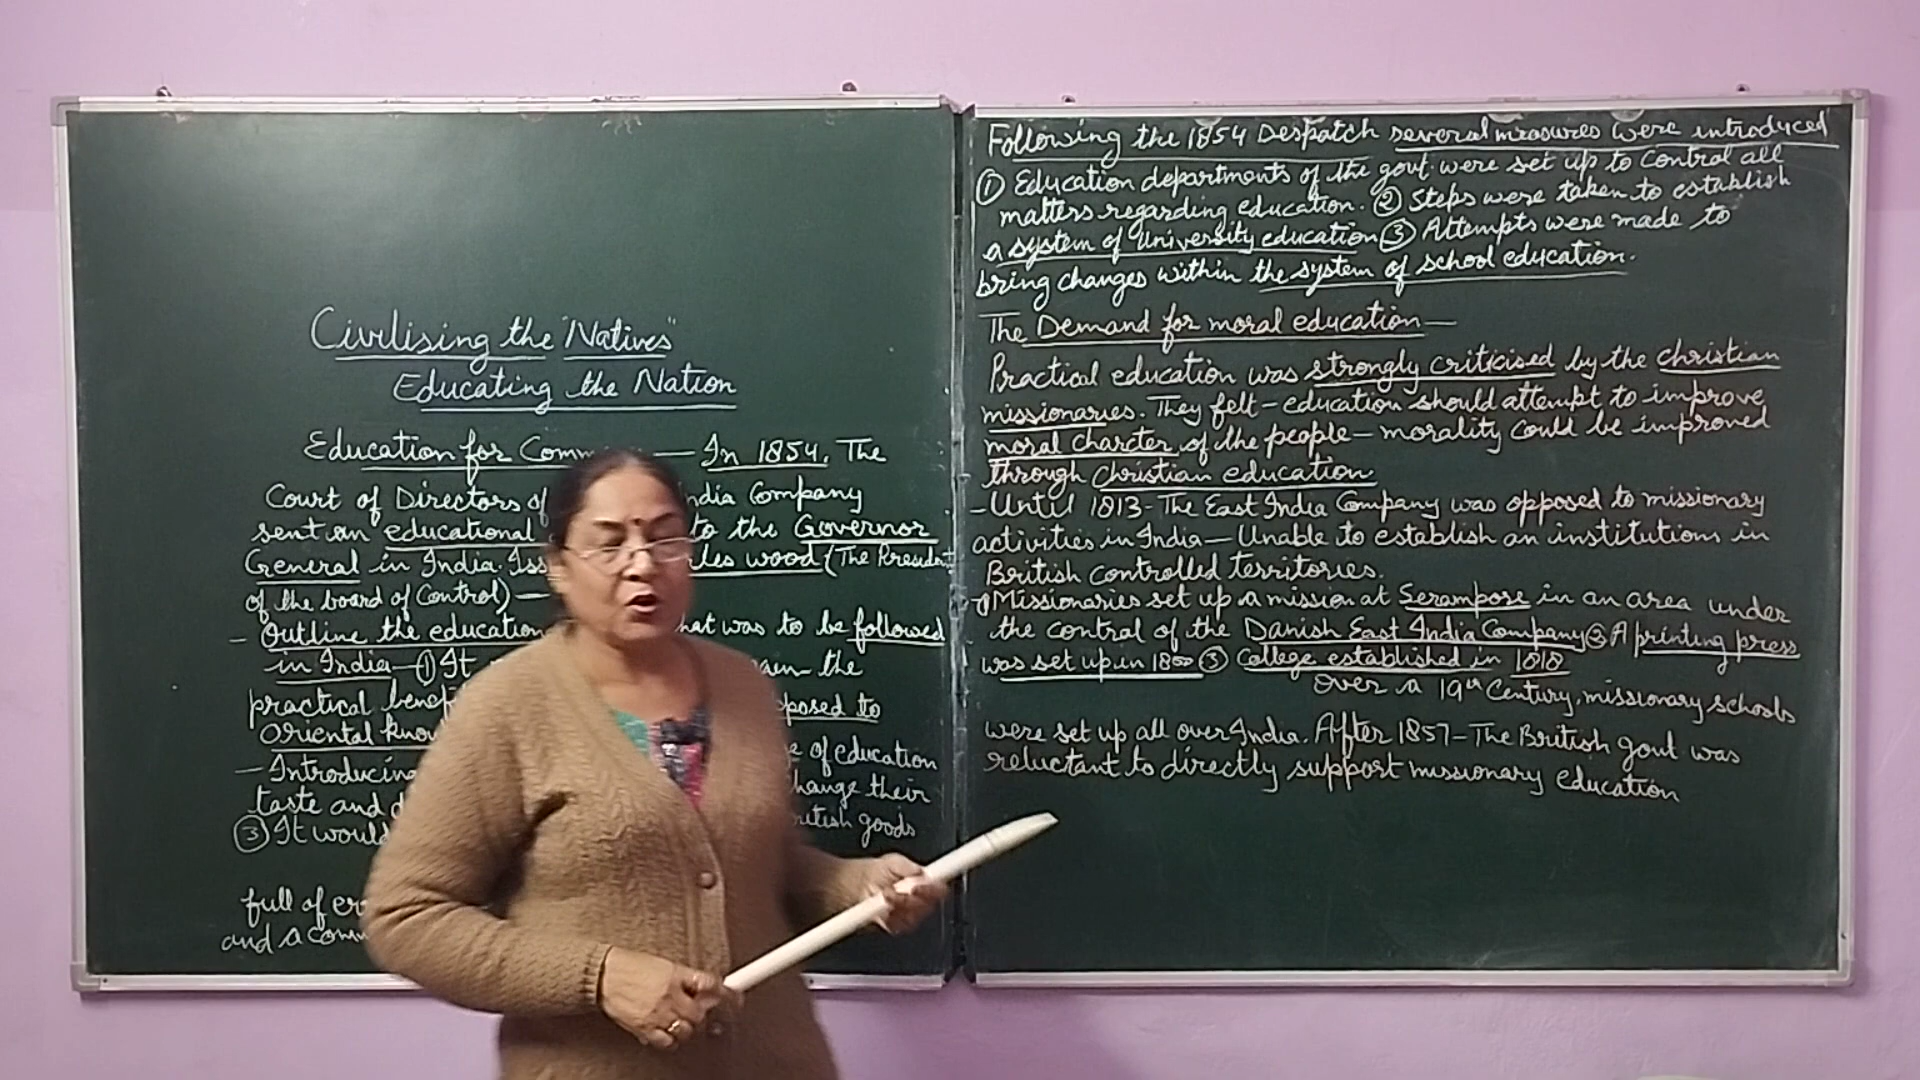 Civilising the "Natives"
Educating the Nation
Education for Comm — In 1854, The
Court of Directors of India Company
sent an educational to the Governor
General in India. Iss les wood (The President
of the board of Control) —
- Outline the education hat was to be followed
in India — ① It the
practical benef posed to
Oriental know
- Introducing e of education
taste and d hange their
③ It would ritish goods
full of er
and a comm
Following the 1854 Despatch several measures were introduced
① Education departments of the govt. were set up to control all
matters regarding education. ② Steps were taken to establish
a system of University education ③ Attempts were made to
bring changes within the system of school education.
The Demand for moral education —
Practical education was strongly criticised by the christian
missionaries. They felt - education should attempt to improve
moral charcter of the people — morality could be improved
through Christian education
- Until 1813 - The East India Company was opposed to missionary
activities in India — Unable to establish an institutions in
British controlled territories.
- ① Missionaries set up a mission at Serampore in an area under
the control of the Danish East India Company ② A printing press
was set up in 1800 ③ College established in 1818
over a 19th Century, missionary schools
were set up all over India. After 1857 - The British govt was
reluctant to directly support missionary education